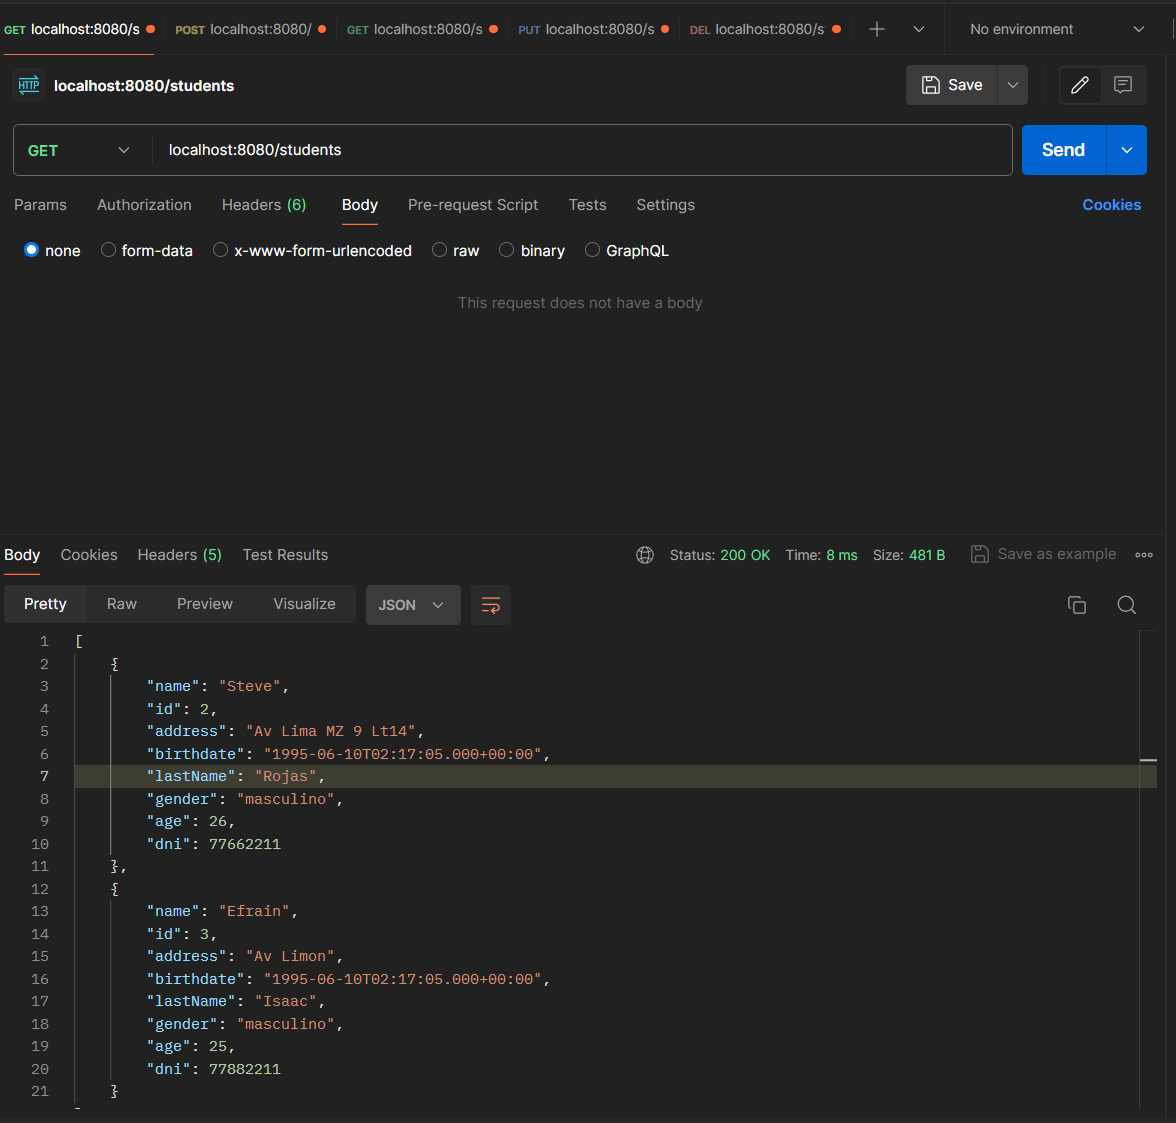 GET localhost:8080/s POST localhost:8080/ GET localhost:8080/s PUT localhost:8080/s DEL localhost:8080/s No environment
HTTP localhost:8080/students Save
GET localhost:8080/students Send
Params Authorization Headers (6) Body Pre-request Script Tests Settings Cookies
none form-data x-www-form-urlencoded raw binary GraphQL
This request does not have a body
Body Cookies Headers (5) Test Results Status: 200 OK Time: 8 ms Size: 481 B Save as example
Pretty Raw Preview Visualize JSON
1 [
2 {
3 "name": "Steve",
4 "id": 2,
5 "address": "Av Lima MZ 9 Lt14",
6 "birthdate": "1995-06-10T02:17:05.000+00:00",
7 "lastName": "Rojas",
8 "gender": "masculino",
9 "age": 26,
10 "dni": 77662211
11 },
12 {
13 "name": "Efrain",
14 "id": 3,
15 "address": "Av Limon",
16 "birthdate": "1995-06-10T02:17:05.000+00:00",
17 "lastName": "Isaac",
18 "gender": "masculino",
19 "age": 25,
20 "dni": 77882211
21 }